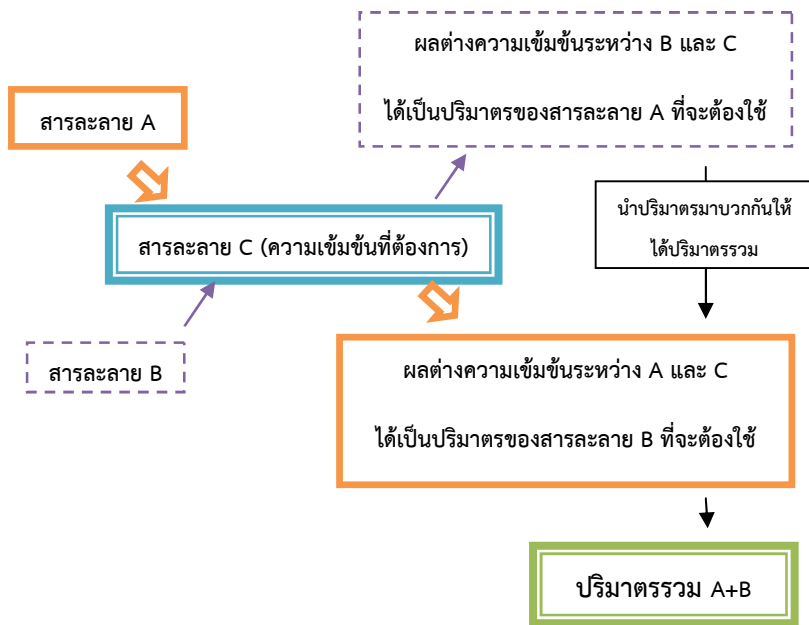 ผลต่างความเข้มข้นระหว่าง B และ C
ได้เป็นปริมาตรของสารละลาย A ที่จะต้องใช้
สารละลาย A
นำปริมาตรมาบวกกันให้
ได้ปริมาตรรวม
สารละลาย C (ความเข้มข้นที่ต้องการ)
สารละลาย B
ผลต่างความเข้มข้นระหว่าง A และ C
ได้เป็นปริมาตรของสารละลาย B ที่จะต้องใช้
ปริมาตรรวม A+B